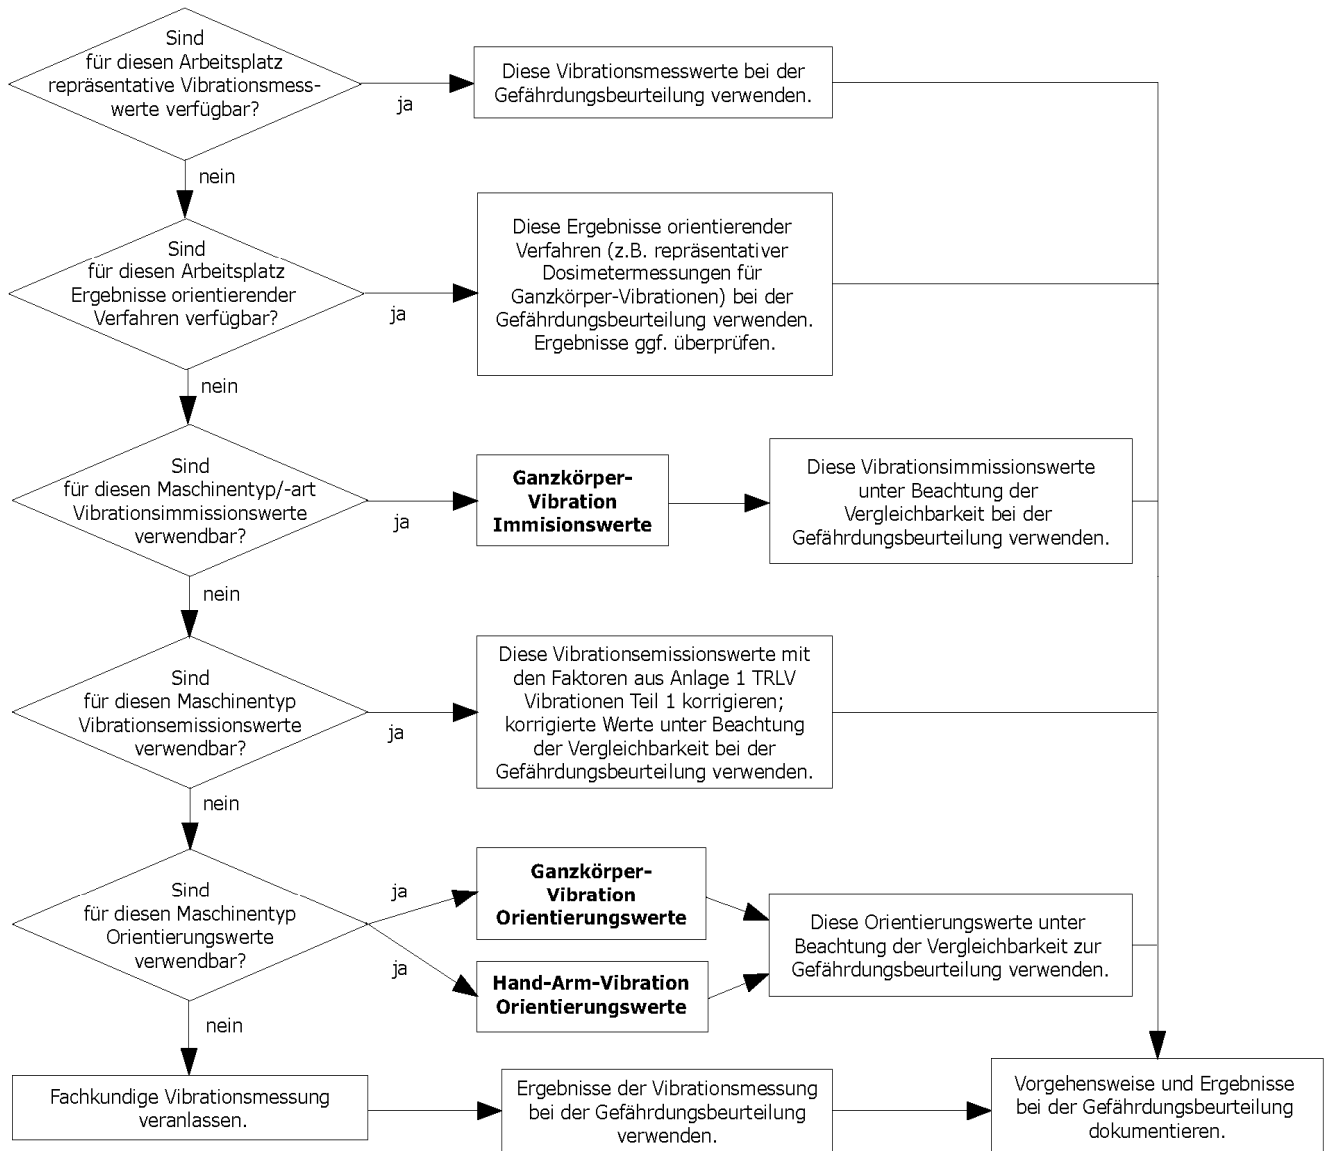 Sind
für diesen Arbeitsplatz
repräsentative Vibrationsmess-
werte verfügbar?
ja
Diese Vibrationsmesswerte bei der
Gefährdungsbeurteilung verwenden.
nein
Sind
für diesen Arbeitsplatz
Ergebnisse orientierender
Verfahren verfügbar?
ja
Diese Ergebnisse orientierender
Verfahren (z.B. repräsentativer
Dosimetermessungen für
Ganzkörper-Vibrationen) bei der
Gefährdungsbeurteilung verwenden.
Ergebnisse ggf. überprüfen.
nein
Sind
für diesen Maschinentyp/-art
Vibrationsimmissionswerte
verwendbar?
ja
Ganzkörper-
Vibration
Immisionswerte
Diese Vibrationsimmissionswerte
unter Beachtung der
Vergleichbarkeit bei der
Gefährdungsbeurteilung verwenden.
nein
Sind
für diesen Maschinentyp
Vibrationsemissionswerte
verwendbar?
ja
Diese Vibrationsemissionswerte mit
den Faktoren aus Anlage 1 TRLV
Vibrationen Teil 1 korrigieren;
korrigierte Werte unter Beachtung
der Vergleichbarkeit bei der
Gefährdungsbeurteilung verwenden.
nein
Sind
für diesen Maschinentyp
Orientierungswerte
verwendbar?
ja
Ganzkörper-
Vibration
Orientierungswerte
ja
Hand-Arm-Vibration
Orientierungswerte
Diese Orientierungswerte unter
Beachtung der Vergleichbarkeit zur
Gefährdungsbeurteilung verwenden.
nein
Fachkundige Vibrationsmessung
veranlassen.
Ergebnisse der Vibrationsmessung
bei der Gefährdungsbeurteilung
verwenden.
Vorgehensweise und Ergebnisse
bei der Gefährdungsbeurteilung
dokumentieren.